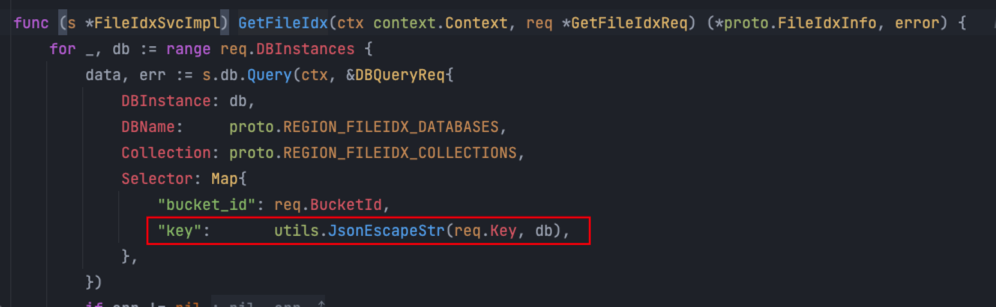 func (s *FileIdxSvcImpl) GetFileIdx(ctx context.Context, req *GetFileIdxReq) (*proto.FileIdxInfo, error) {
    for _, db := range req.DBInstances {
        data, err := s.db.Query(ctx, &DBQueryReq{
            DBInstance: db,
            DBName:     proto.REGION_FILEIDX_DATABASES,
            Collection: proto.REGION_FILEIDX_COLLECTIONS,
            Selector: Map{
                "bucket_id": req.BucketId,
                "key":       utils.JsonEscapeStr(req.Key, db),
            },
        })